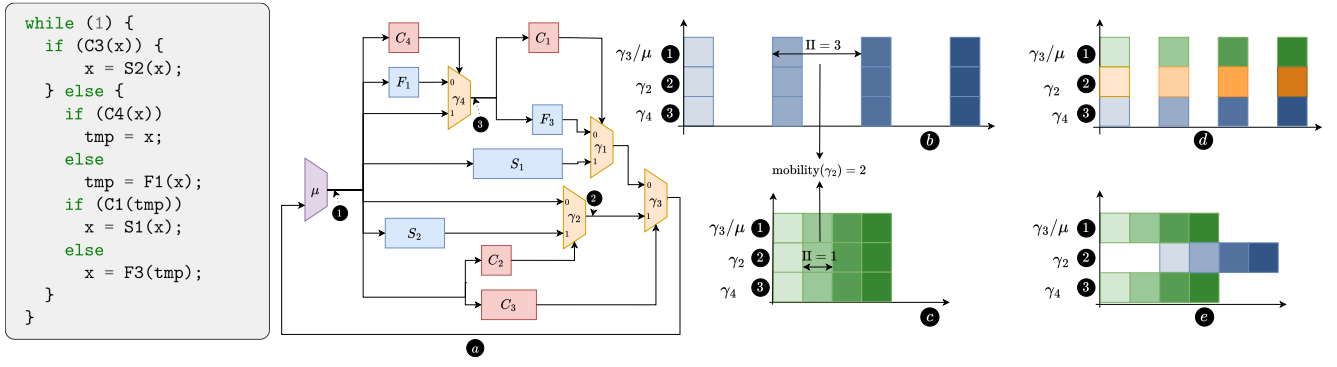 while (1) {
if (C3(x)) {
x = S2(x);
} else {
if (C4(x))
tmp = x;
else
tmp = F1(x);
if (C1(tmp))
x = S1(x);
else
x = F3(tmp);
}
}
C₄
C₁
F₁
0
γ₄
1
3
F₃
0
γ₁
1
S₁
μ
1
0
γ₂
1
2
0
γ₃
1
S₂
C₂
C₃
a
γ₃/μ 1
γ₂ 2
γ₄ 3
II = 3
b
mobility(γ₂) = 2
γ₃/μ 1
γ₂ 2
γ₄ 3
II = 1
c
γ₃/μ 1
γ₂ 2
γ₄ 3
d
γ₃/μ 1
γ₂ 2
γ₄ 3
e